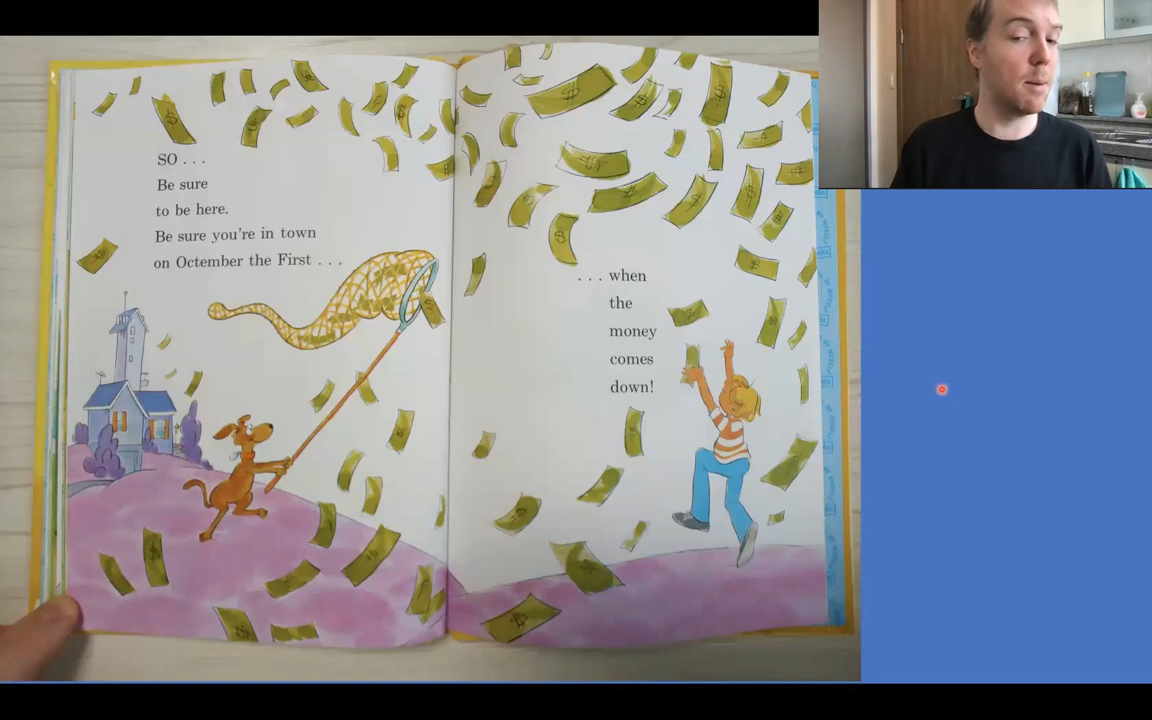 SO . . .
Be sure
to be here.
Be sure you're in town
on Octember the First . . .
. . . when
the
money
comes
down!